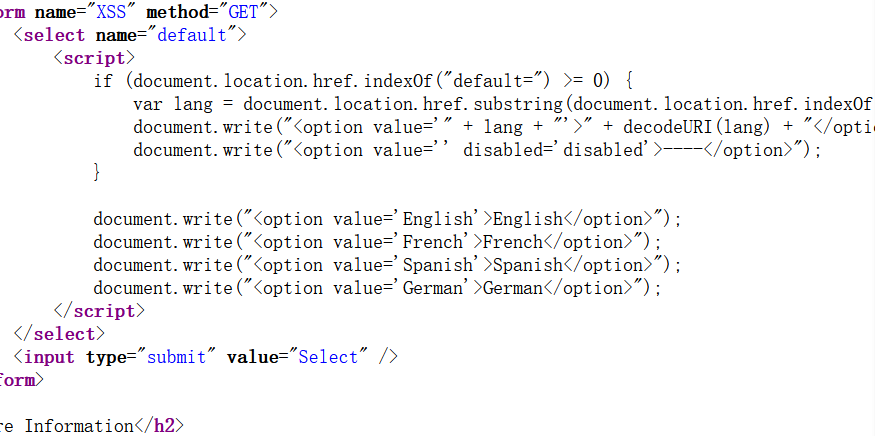 orm name="XSS" method="GET">
<select name="default">
<script>
if (document.location.href.indexOf("default=") >= 0) {
var lang = document.location.href.substring(document.location.href.indexOf
document.write("<option value='" + lang + "'>" + decodeURI(lang) + "</opti
document.write("<option value='' disabled='disabled'>----</option>");
}
document.write("<option value='English'>English</option>");
document.write("<option value='French'>French</option>");
document.write("<option value='Spanish'>Spanish</option>");
document.write("<option value='German'>German</option>");
</script>
</select>
<input type="submit" value="Select" />
form>
re Information</h2>